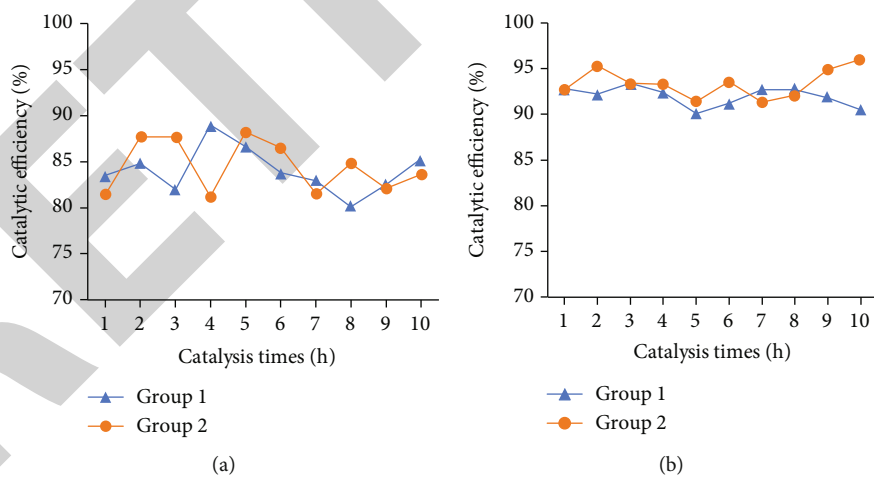 100
95
90
85
80
75
70
Catalytic efficiency (%)
1 2 3 4 5 6 7 8 9 10
Catalysis times (h)
Group 1
Group 2
(a)
100
95
90
85
80
75
70
Catalytic efficiency (%)
1 2 3 4 5 6 7 8 9 10
Catalysis times (h)
Group 1
Group 2
(b)